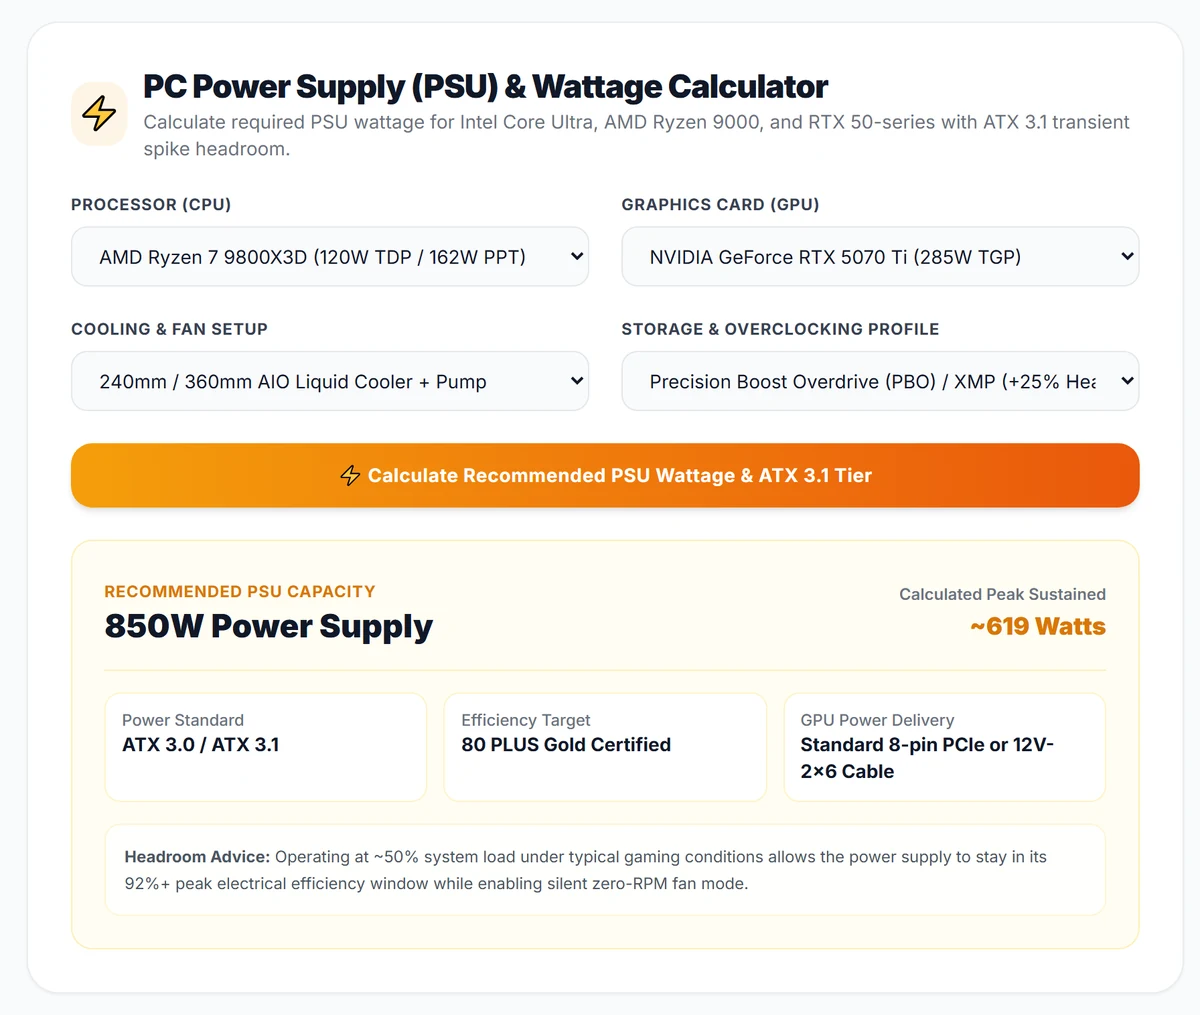 PC Power Supply (PSU) & Wattage Calculator
Calculate required PSU wattage for Intel Core Ultra, AMD Ryzen 9000, and RTX 50-series with ATX 3.1 transient
spike headroom.
PROCESSOR (CPU)
AMD Ryzen 7 9800X3D (120W TDP / 162W PPT)
GRAPHICS CARD (GPU)
NVIDIA GeForce RTX 5070 Ti (285W TGP)
COOLING & FAN SETUP
240mm / 360mm AIO Liquid Cooler + Pump
STORAGE & OVERCLOCKING PROFILE
Precision Boost Overdrive (PBO) / XMP (+25% Hea
⚡ Calculate Recommended PSU Wattage & ATX 3.1 Tier
RECOMMENDED PSU CAPACITY
850W Power Supply
Calculated Peak Sustained
~619 Watts
Power Standard
ATX 3.0 / ATX 3.1
Efficiency Target
80 PLUS Gold Certified
GPU Power Delivery
Standard 8-pin PCIe or 12V-
2×6 Cable
Headroom Advice: Operating at ~50% system load under typical gaming conditions allows the power supply to stay in its
92%+ peak electrical efficiency window while enabling silent zero-RPM fan mode.